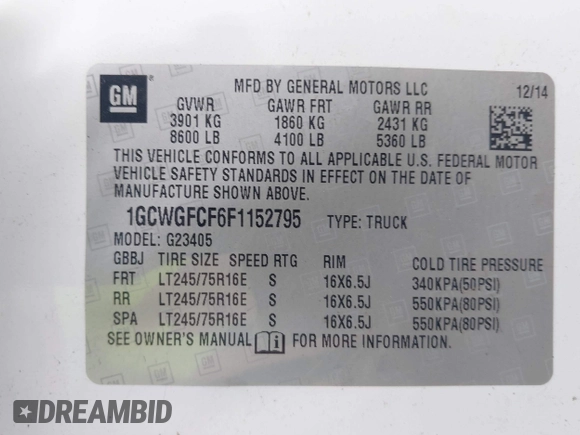 GM
MFD BY GENERAL MOTORS LLC 12/14
GVWR GAWR FRT GAWR RR
3901 KG 1860 KG 2431 KG
8600 LB 4100 LB 5360 LB
THIS VEHICLE CONFORMS TO ALL APPLICABLE U.S. FEDERAL MOTOR
VEHICLE SAFETY STANDARDS IN EFFECT ON THE DATE OF
MANUFACTURE SHOWN ABOVE.
1GCWGFCF6F1152795 TYPE: TRUCK
MODEL: G23405
GBBJ TIRE SIZE SPEED RTG RIM COLD TIRE PRESSURE
FRT LT245/75R16E S 16X6.5J 340KPA(50PSI)
RR LT245/75R16E S 16X6.5J 550KPA(80PSI)
SPA LT245/75R16E S 16X6.5J 550KPA(80PSI)
SEE OWNER'S MANUAL i FOR MORE INFORMATION.
DREAMBID